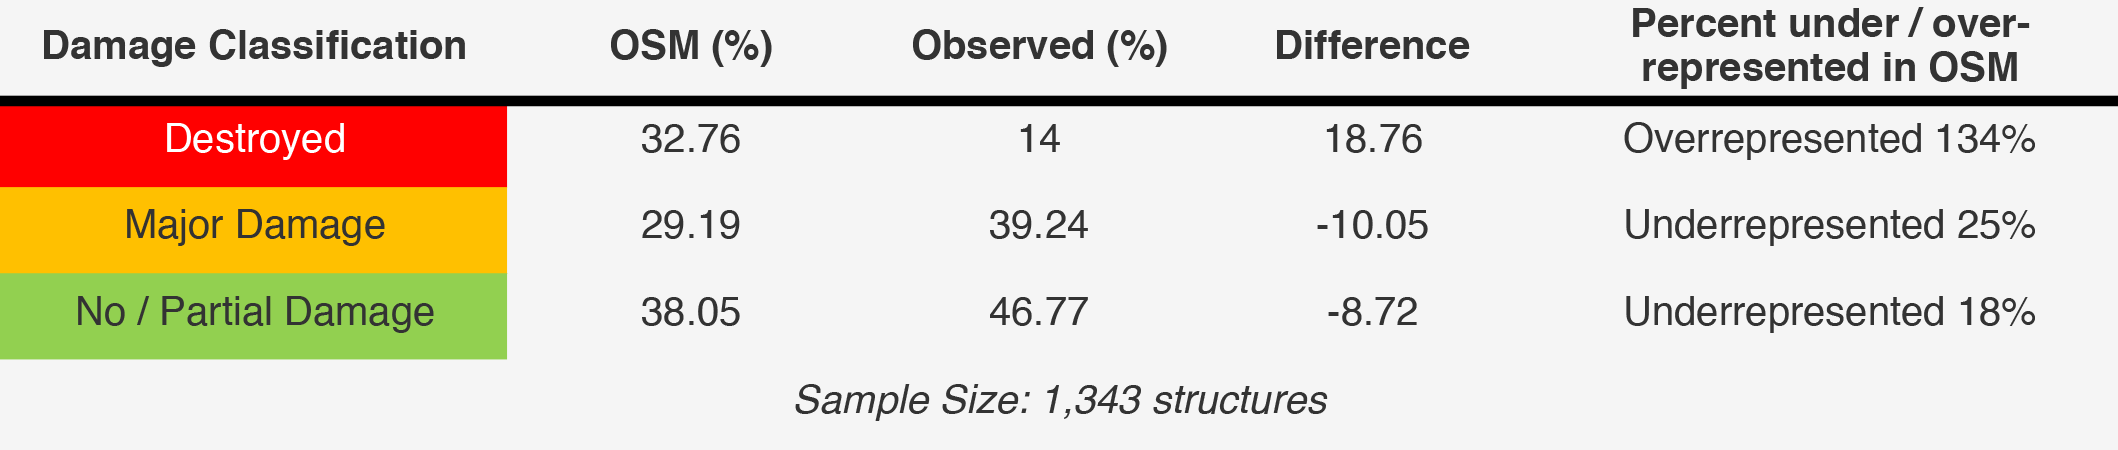 Damage Classification OSM (%) Observed (%) Difference Percent under / over-
represented in OSM
Destroyed 32.76 14 18.76 Overrepresented 134%
Major Damage 29.19 39.24 -10.05 Underrepresented 25%
No / Partial Damage 38.05 46.77 -8.72 Underrepresented 18%
Sample Size: 1,343 structures